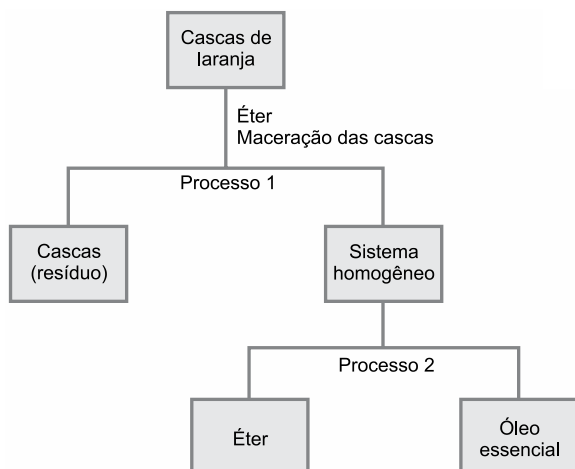 Cascas de
laranja
Éter
Maceração das cascas
Processo 1
Cascas
(resíduo)
Sistema
homogêneo
Processo 2
Éter
Óleo
essencial